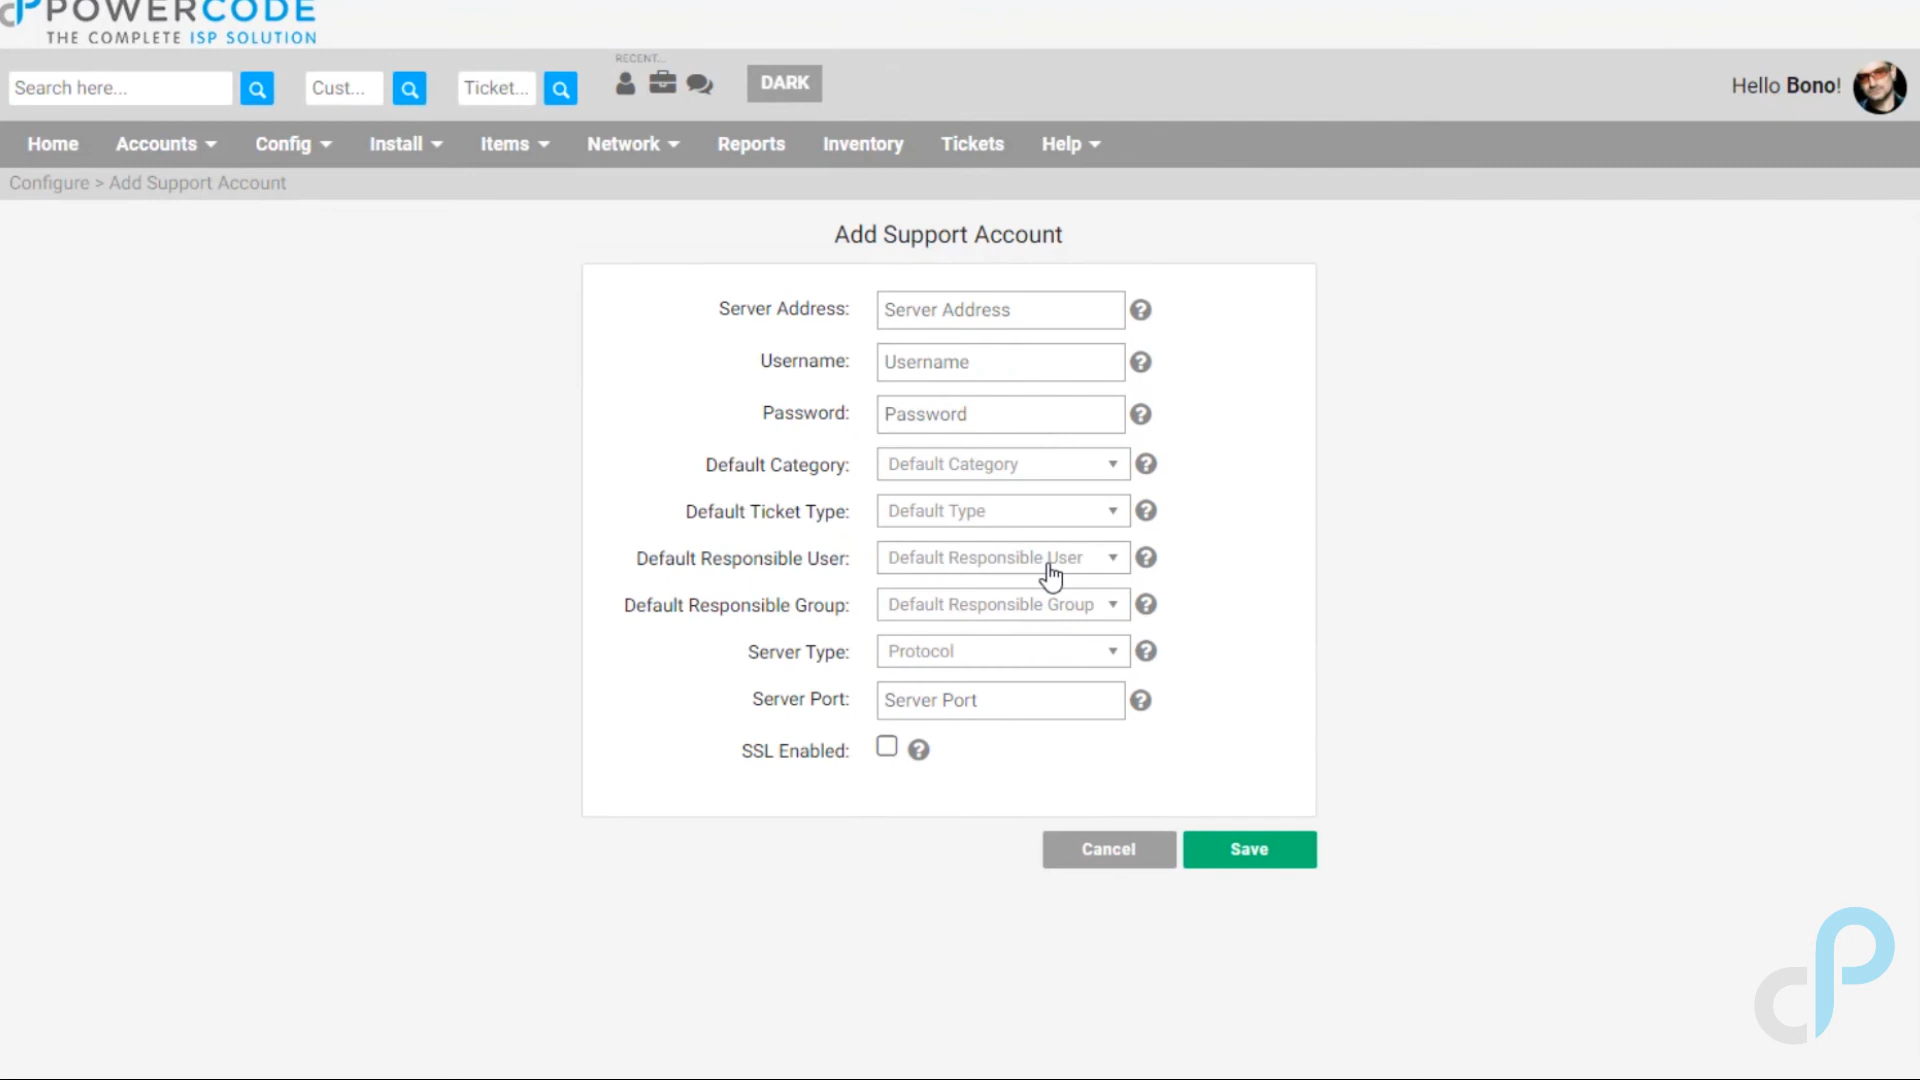 POWERCODE
THE COMPLETE ISP SOLUTION
RECENT...
Search here...
Cust...
Ticket...
DARK
Hello Bono!
Home
Accounts
Config
Install
Items
Network
Reports
Inventory
Tickets
Help
Configure > Add Support Account
Add Support Account
Server Address:
Server Address
Username:
Username
Password:
Password
Default Category:
Default Category
Default Ticket Type:
Default Type
Default Responsible User:
Default Responsible User
Default Responsible Group:
Default Responsible Group
Server Type:
Protocol
Server Port:
Server Port
SSL Enabled:
Cancel
Save